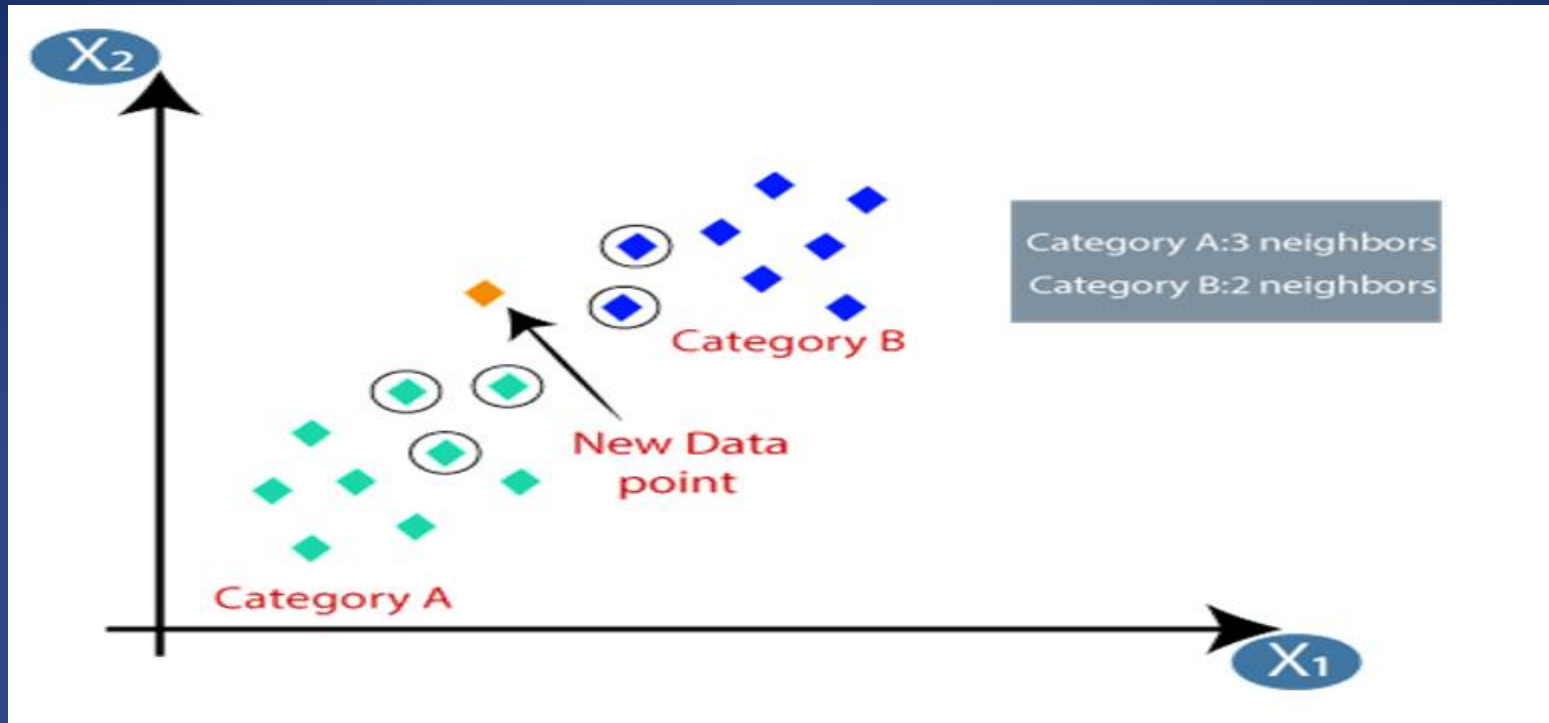 X₂
Category A:3 neighbors
Category B:2 neighbors
Category B
New Data
point
Category A
X₁